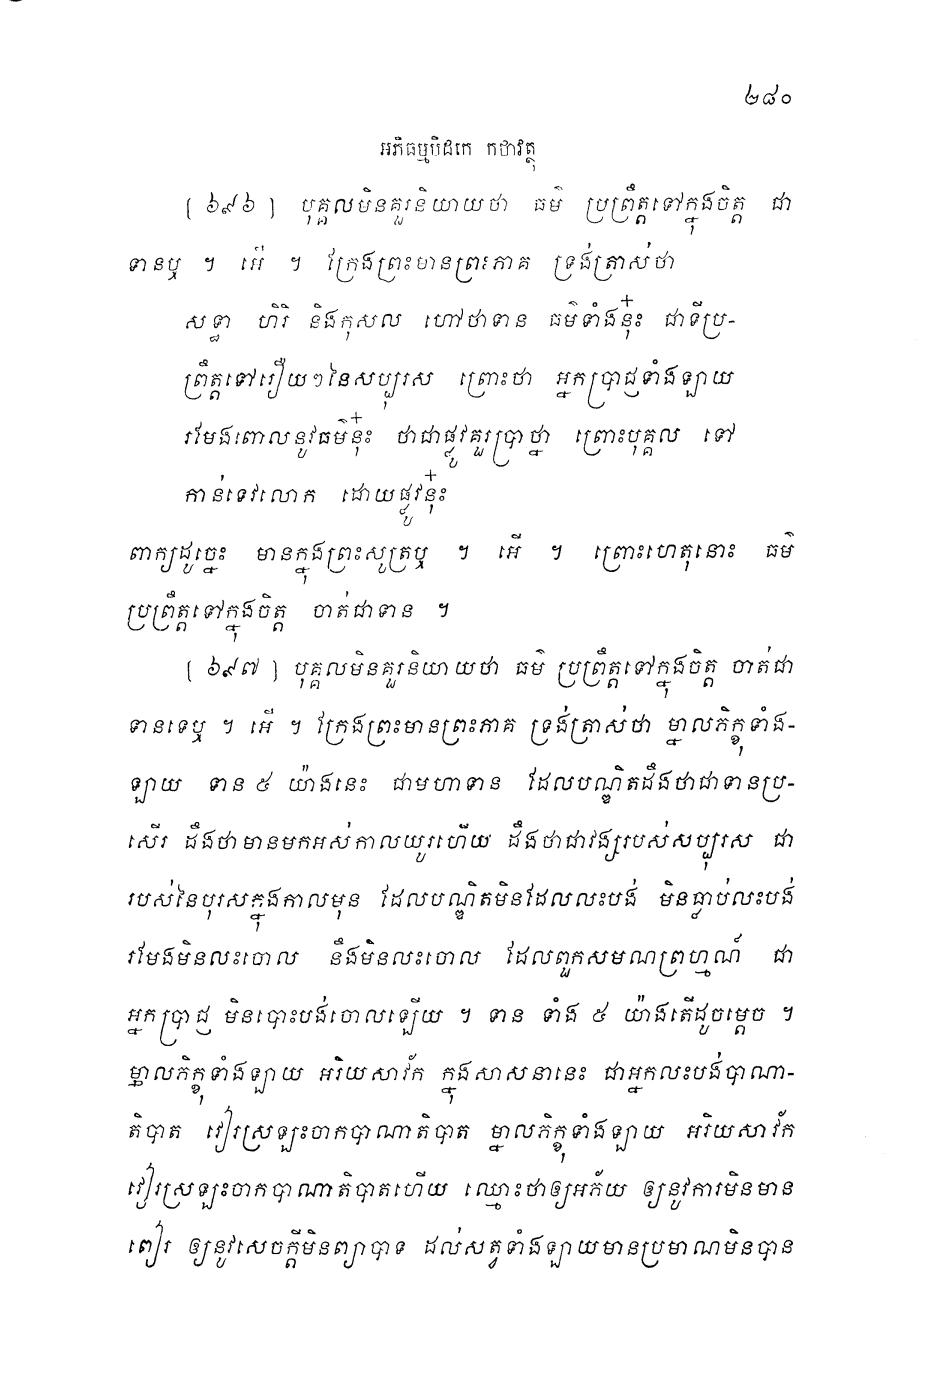 ២៨០
អភិធម្មបិដកេ កថាវត្ថុ
[ ៦៩៦ ] បុគ្គលមិនគួរនិយាយថា ធម៌ ប្រព្រឹត្តទៅក្នុងចិត្ត ជា
ទានឬ ។ អើ ។ ក្រែងព្រះមានព្រះភាគ ទ្រង់ត្រាស់ថា
សទ្ធា ហិរិ និងកុសល ហៅថាទាន ធម៌ទាំងនុ៎ះ ជាទីប្រ-
ព្រឹត្តទៅរឿយៗនៃសប្បុរស ព្រោះថា អ្នកប្រាជ្ញទាំងឡាយ
រមែងពោលនូវធម៌នុ៎ះ ថាជាផ្លូវគួរប្រាថ្នា ព្រោះបុគ្គល ទៅ
កាន់ទេវលោក ដោយផ្លូវនុ៎ះ
ពាក្យដូច្នេះ មានក្នុងព្រះសូត្រឬ ។ អើ ។ ព្រោះហេតុនោះ ធម៌
ប្រព្រឹត្តទៅក្នុងចិត្ត ចាត់ជាទាន ។
[ ៦៩៧ ] បុគ្គលមិនគួរនិយាយថា ធម៌ ប្រព្រឹត្តទៅក្នុងចិត្ត ចាត់ជា
ទានទេឬ ។ អើ ។ ក្រែងព្រះមានព្រះភាគ ទ្រង់ត្រាស់ថា ម្នាលភិក្ខុទាំង-
ឡាយ ទាន ៥ យ៉ាងនេះ ជាមហាទាន ដែលបណ្ឌិតដឹងថាជាទានប្រ-
សើរ ដឹងថាមានមកអស់កាលយូរហើយ ដឹងថាជាវង្សរបស់សប្បុរស ជា
របស់នៃបុរសក្នុងកាលមុន ដែលបណ្ឌិតមិនដែលលះបង់ មិនធ្លាប់លះបង់
រមែងមិនលះចោល នឹងមិនលះចោល ដែលពួកសមណព្រាហ្មណ៍ ជា
អ្នកប្រាជ្ញ មិនបោះបង់ចោលឡើយ ។ ទាន ទាំង ៥ យ៉ាងតើដូចម្តេច ។
ម្នាលភិក្ខុទាំងឡាយ អរិយសាវ័ក ក្នុងសាសនានេះ ជាអ្នកលះបង់បាណា-
តិបាត វៀរស្រឡះចាកបាណាតិបាត ម្នាលភិក្ខុទាំងឡាយ អរិយសាវ័ក
វៀរស្រឡះចាកបាណាតិបាតហើយ ឈ្មោះថាឲ្យអភ័យ ឲ្យនូវការមិនមាន
ពៀរ ឲ្យនូវសេចក្តីមិនព្យាបាទ ដល់សត្វទាំងឡាយមានប្រមាណមិនបាន